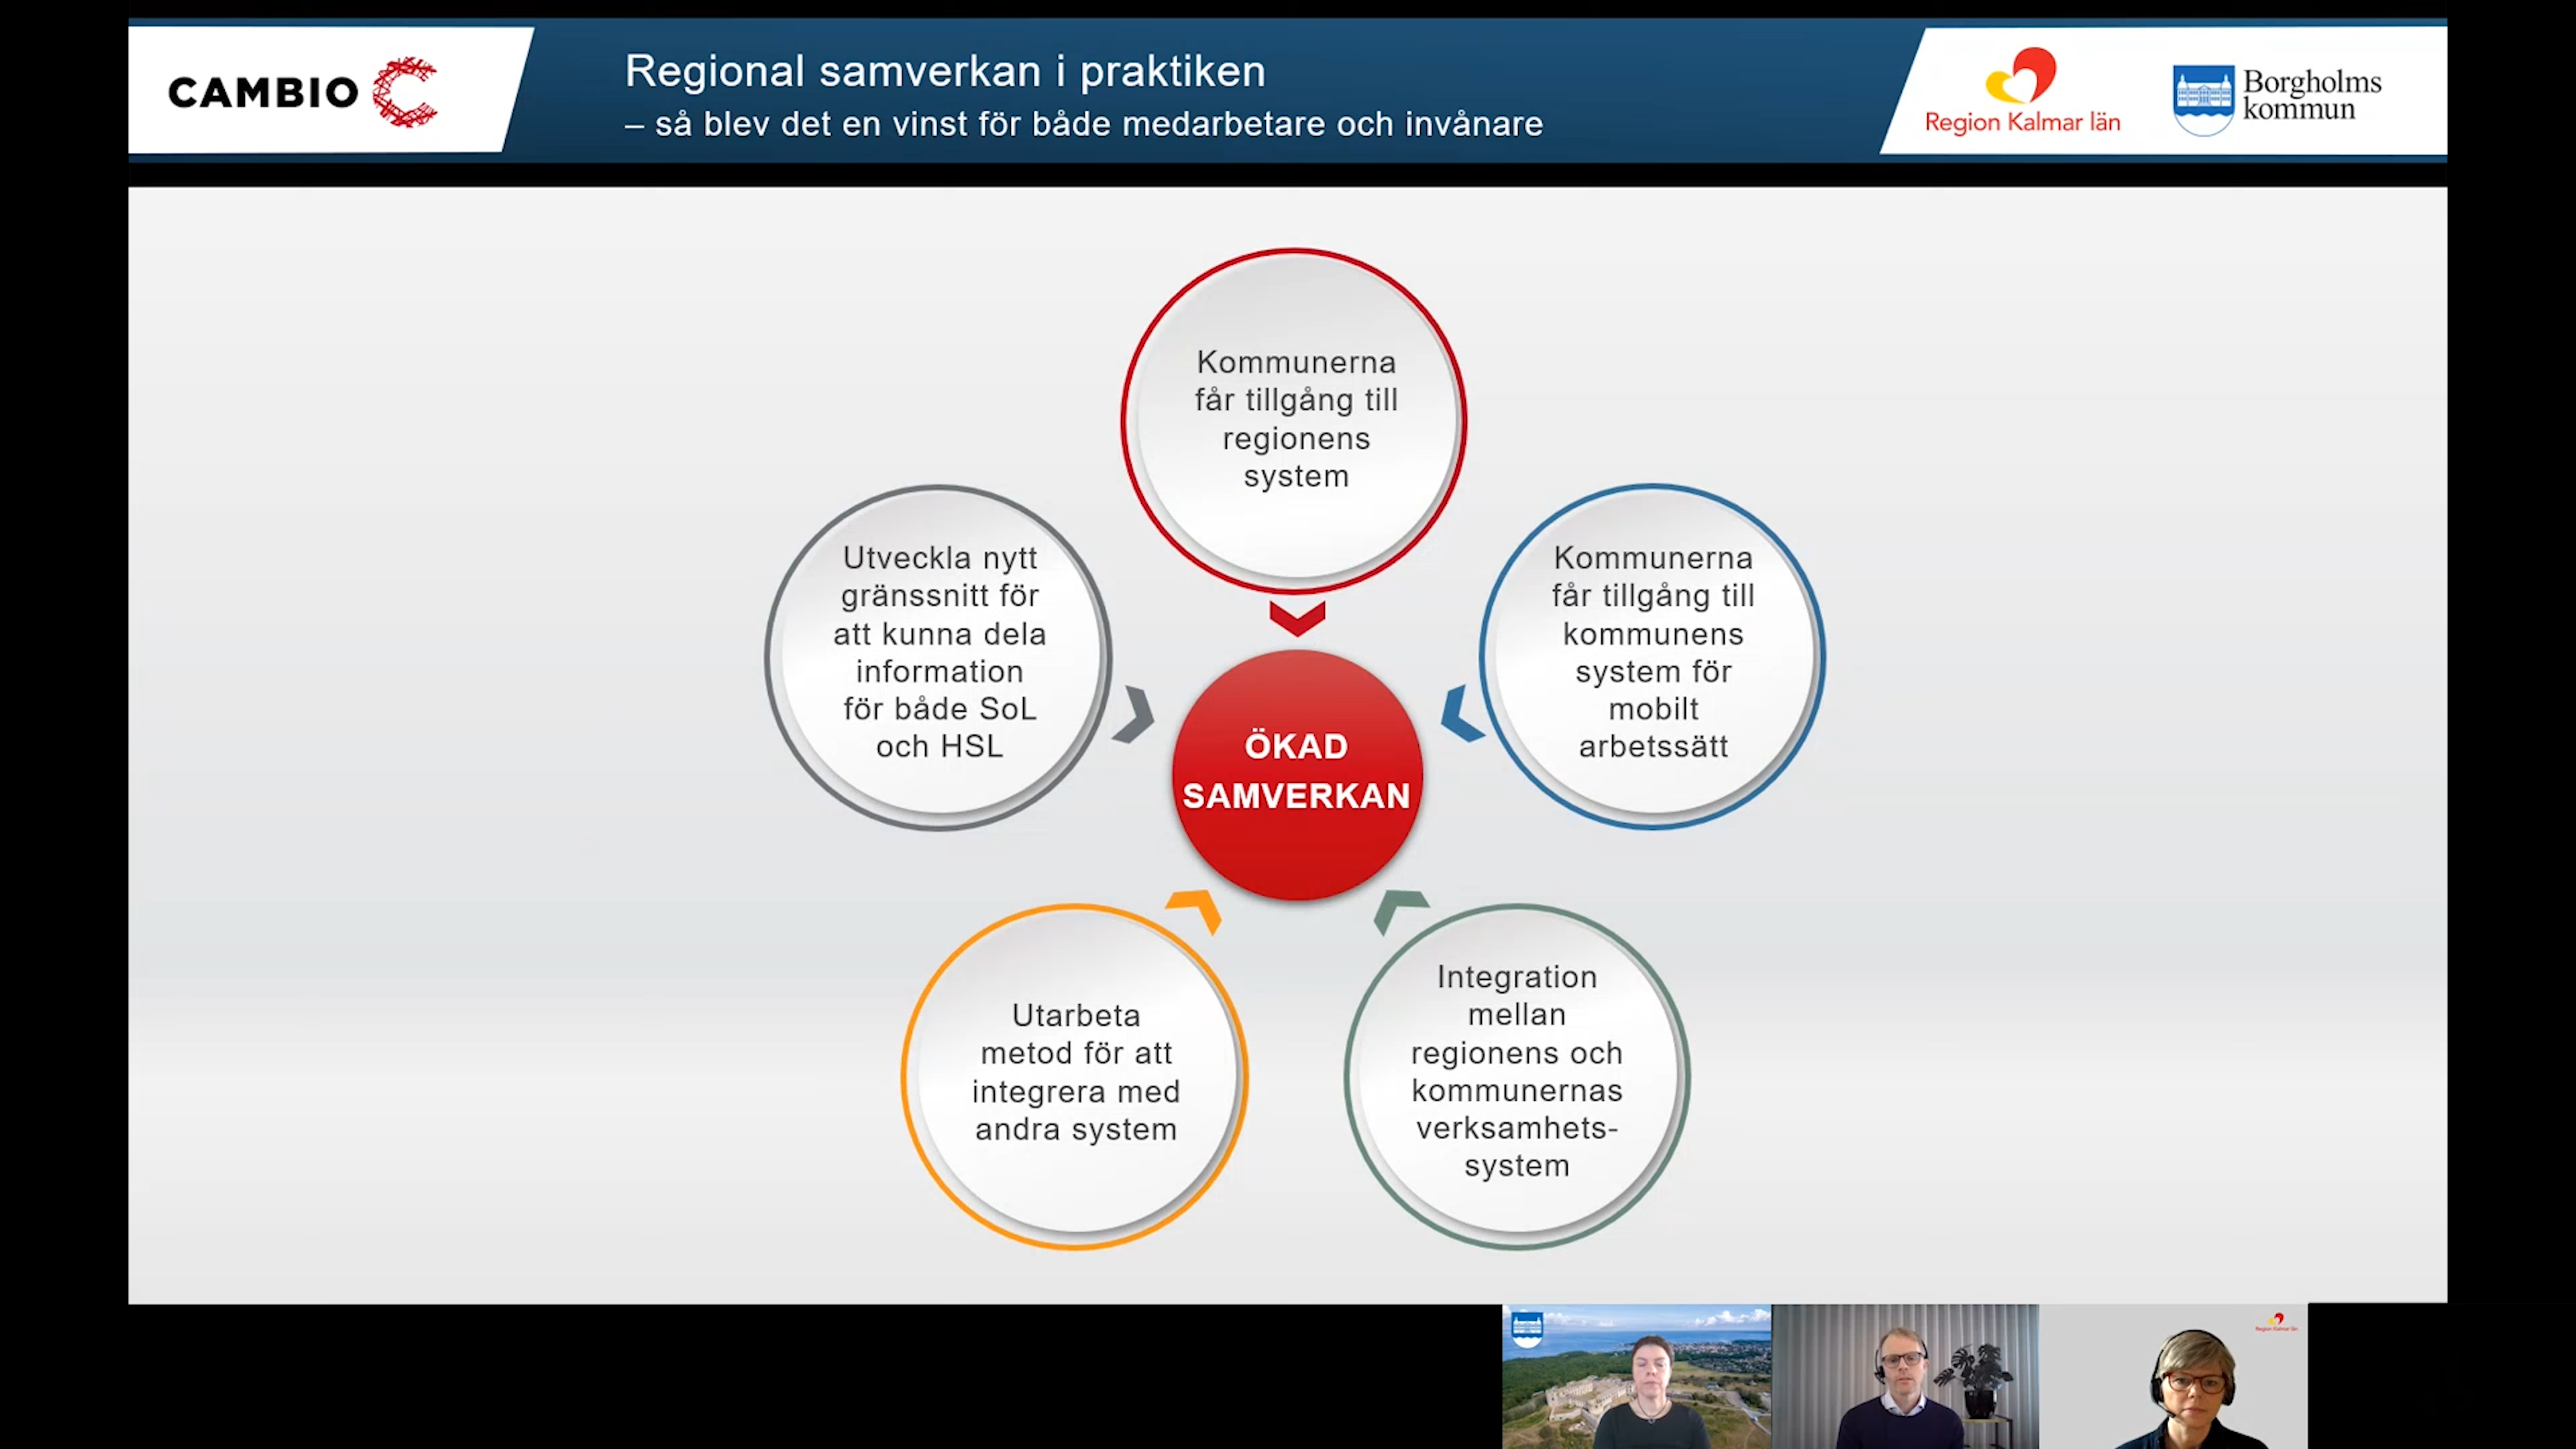 CAMBIO
Regional samverkan i praktiken
– så blev det en vinst för både medarbetare och invånare
Region Kalmar län
Borgholms
kommun
Kommunerna
får tillgång till
regionens
system
Utveckla nytt
gränssnitt för
att kunna dela
information
för både SoL
och HSL
Kommunerna
får tillgång till
kommunens
system för
mobilt
arbetssätt
ÖKAD
SAMVERKAN
Utarbeta
metod för att
integrera med
andra system
Integration
mellan
regionens och
kommunernas
verksamhets-
system
Region Kalmar län